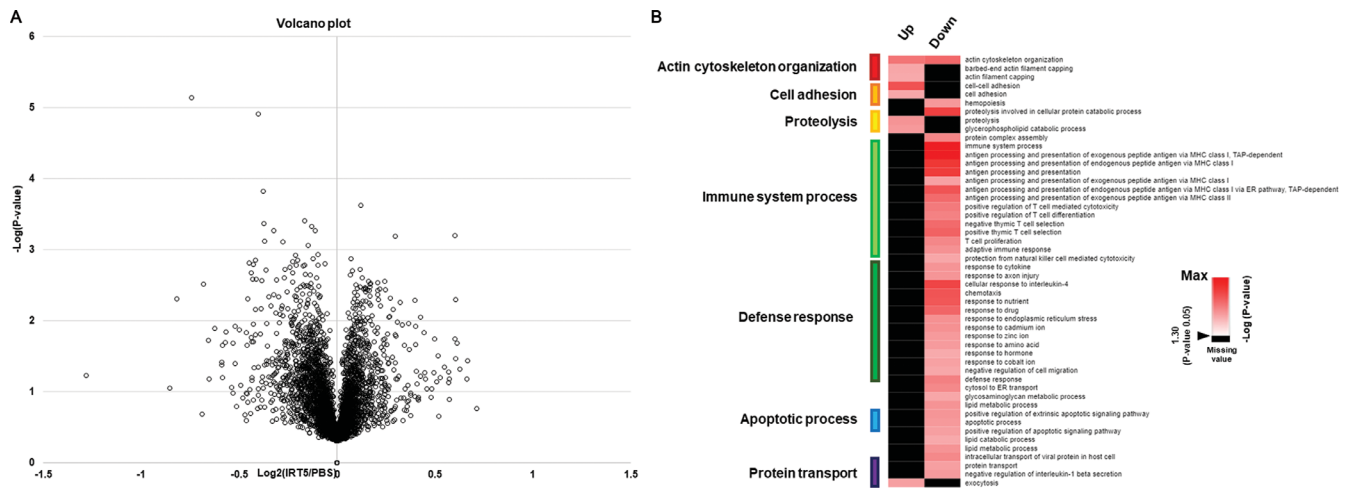 A
Volcano plot
6
5
4
3
2
1
0
-Log(P-value)
-1.5
-1
-0.5
0
0.5
1
1.5
Log2(IRT5/PBS)
B
Up
Down
Actin cytoskeleton organization
Cell adhesion
Proteolysis
Immune system process
Defense response
Apoptotic process
Protein transport
actin cytoskeleton organization
barbed-end actin filament capping
actin filament capping
cell-cell adhesion
cell adhesion
hemopoiesis
proteolysis involved in cellular protein catabolic process
proteolysis
glycerophospholipid catabolic process
protein complex assembly
immune system process
antigen processing and presentation of exogenous peptide antigen via MHC class I, TAP-dependent
antigen processing and presentation of endogenous peptide antigen via MHC class I
antigen processing and presentation
antigen processing and presentation of exogenous peptide antigen via MHC class I
antigen processing and presentation of endogenous peptide antigen via MHC class I via ER pathway, TAP-dependent
antigen processing and presentation of exogenous peptide antigen via MHC class II
positive regulation of T cell mediated cytotoxicity
positive regulation of T cell differentiation
negative thymic T cell selection
positive thymic T cell selection
T cell proliferation
adaptive immune response
protection from natural killer cell mediated cytotoxicity
response to cytokine
response to axon injury
cellular response to interleukin-4
chemotaxis
response to nutrient
response to drug
response to endoplasmic reticulum stress
response to cadmium ion
response to zinc ion
response to amino acid
response to hormone
response to cobalt ion
negative regulation of cell migration
defense response
cytosol to ER transport
glycosaminoglycan metabolic process
lipid metabolic process
positive regulation of extrinsic apoptotic signaling pathway
apoptotic process
positive regulation of apoptotic signaling pathway
lipid catabolic process
lipid metabolic process
intracellular transport of viral protein in host cell
protein transport
negative regulation of interleukin-1 beta secretion
exocytosis
Max
1.30
(P-value 0.05)
-Log (P-value)
Missing
value